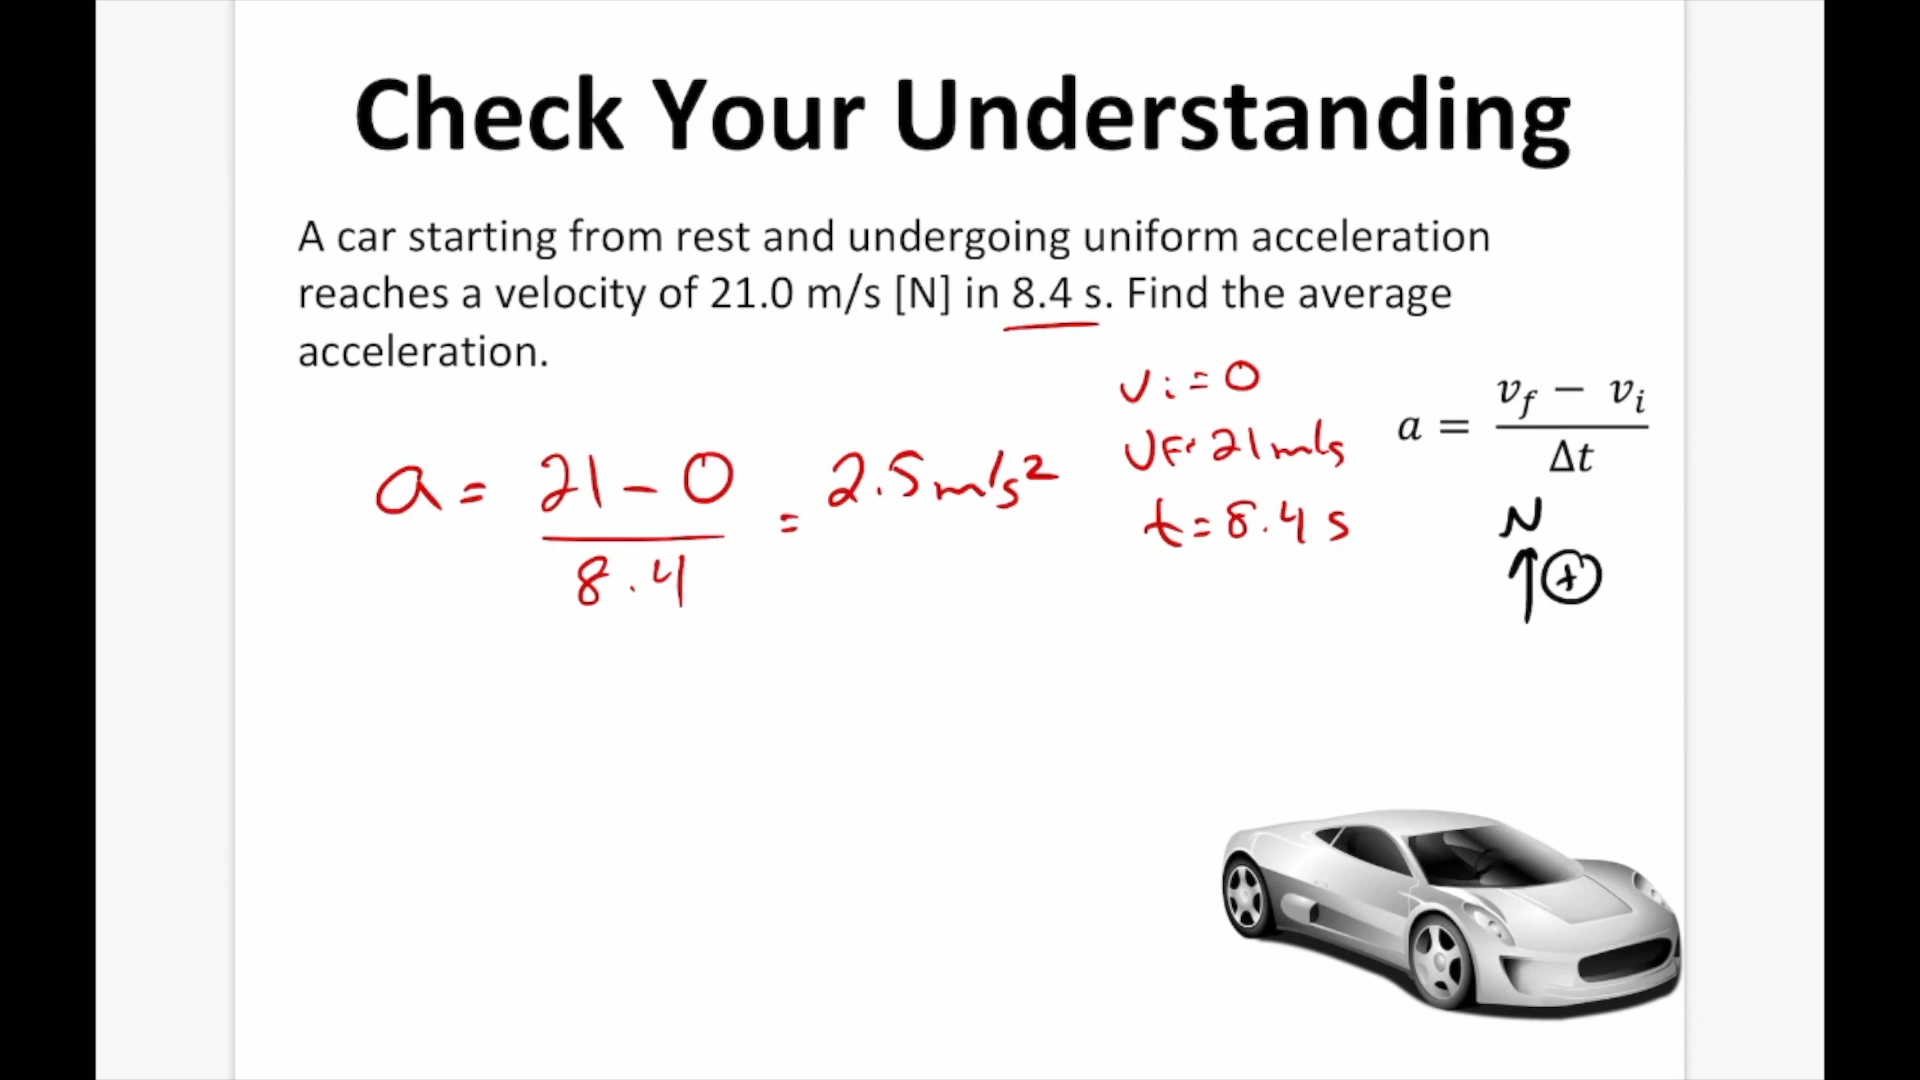 Check Your Understanding
A car starting from rest and undergoing uniform acceleration
reaches a velocity of 21.0 m/s [N] in 8.4 s. Find the average
acceleration.
vi = 0
vF = 21 m/s
t = 8.4 s
a = vf − vi
Δt
N
+
a = 21 - 0 = 2.5 m/s²
8.4